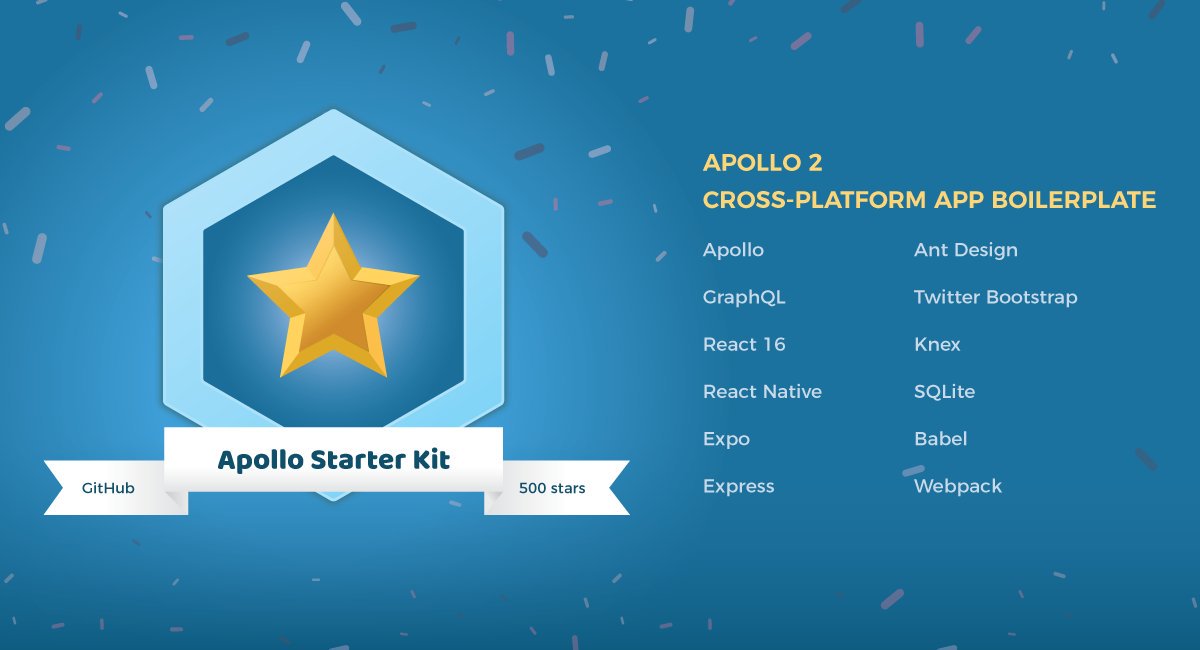 Apollo Starter Kit
GitHub
500 stars
APOLLO 2
CROSS-PLATFORM APP BOILERPLATE
Apollo
GraphQL
React 16
React Native
Expo
Express
Ant Design
Twitter Bootstrap
Knex
SQLite
Babel
Webpack